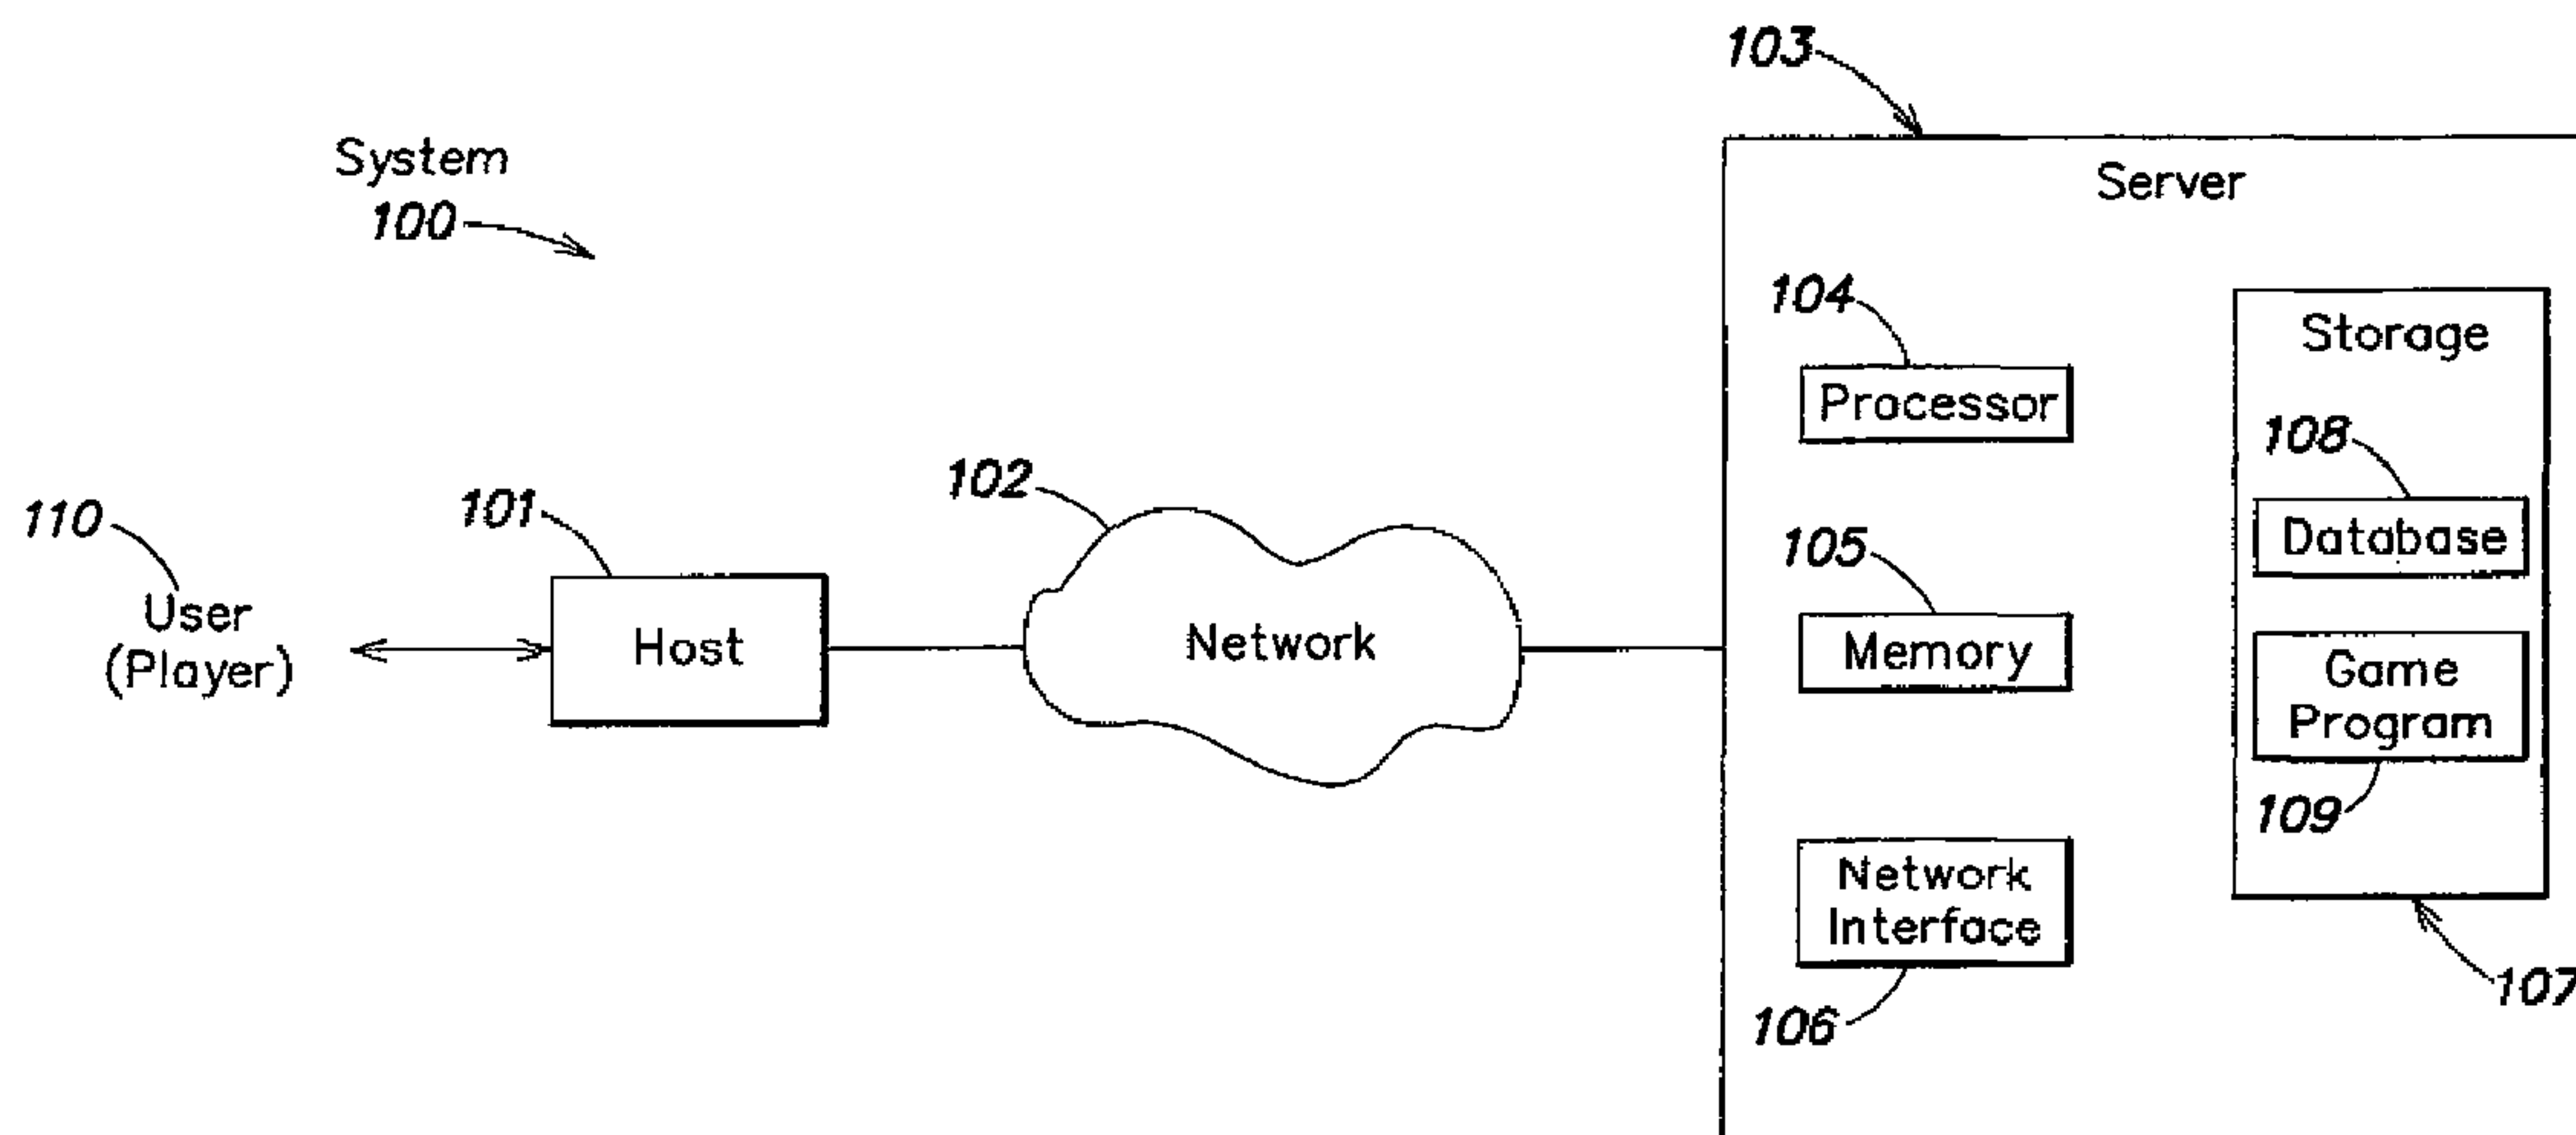 System
100
110
User
(Player)
101
Host
102
Network
103
Server
104
Processor
105
Memory
Network
Interface
106
Storage
108
Database
Game
Program
109
107